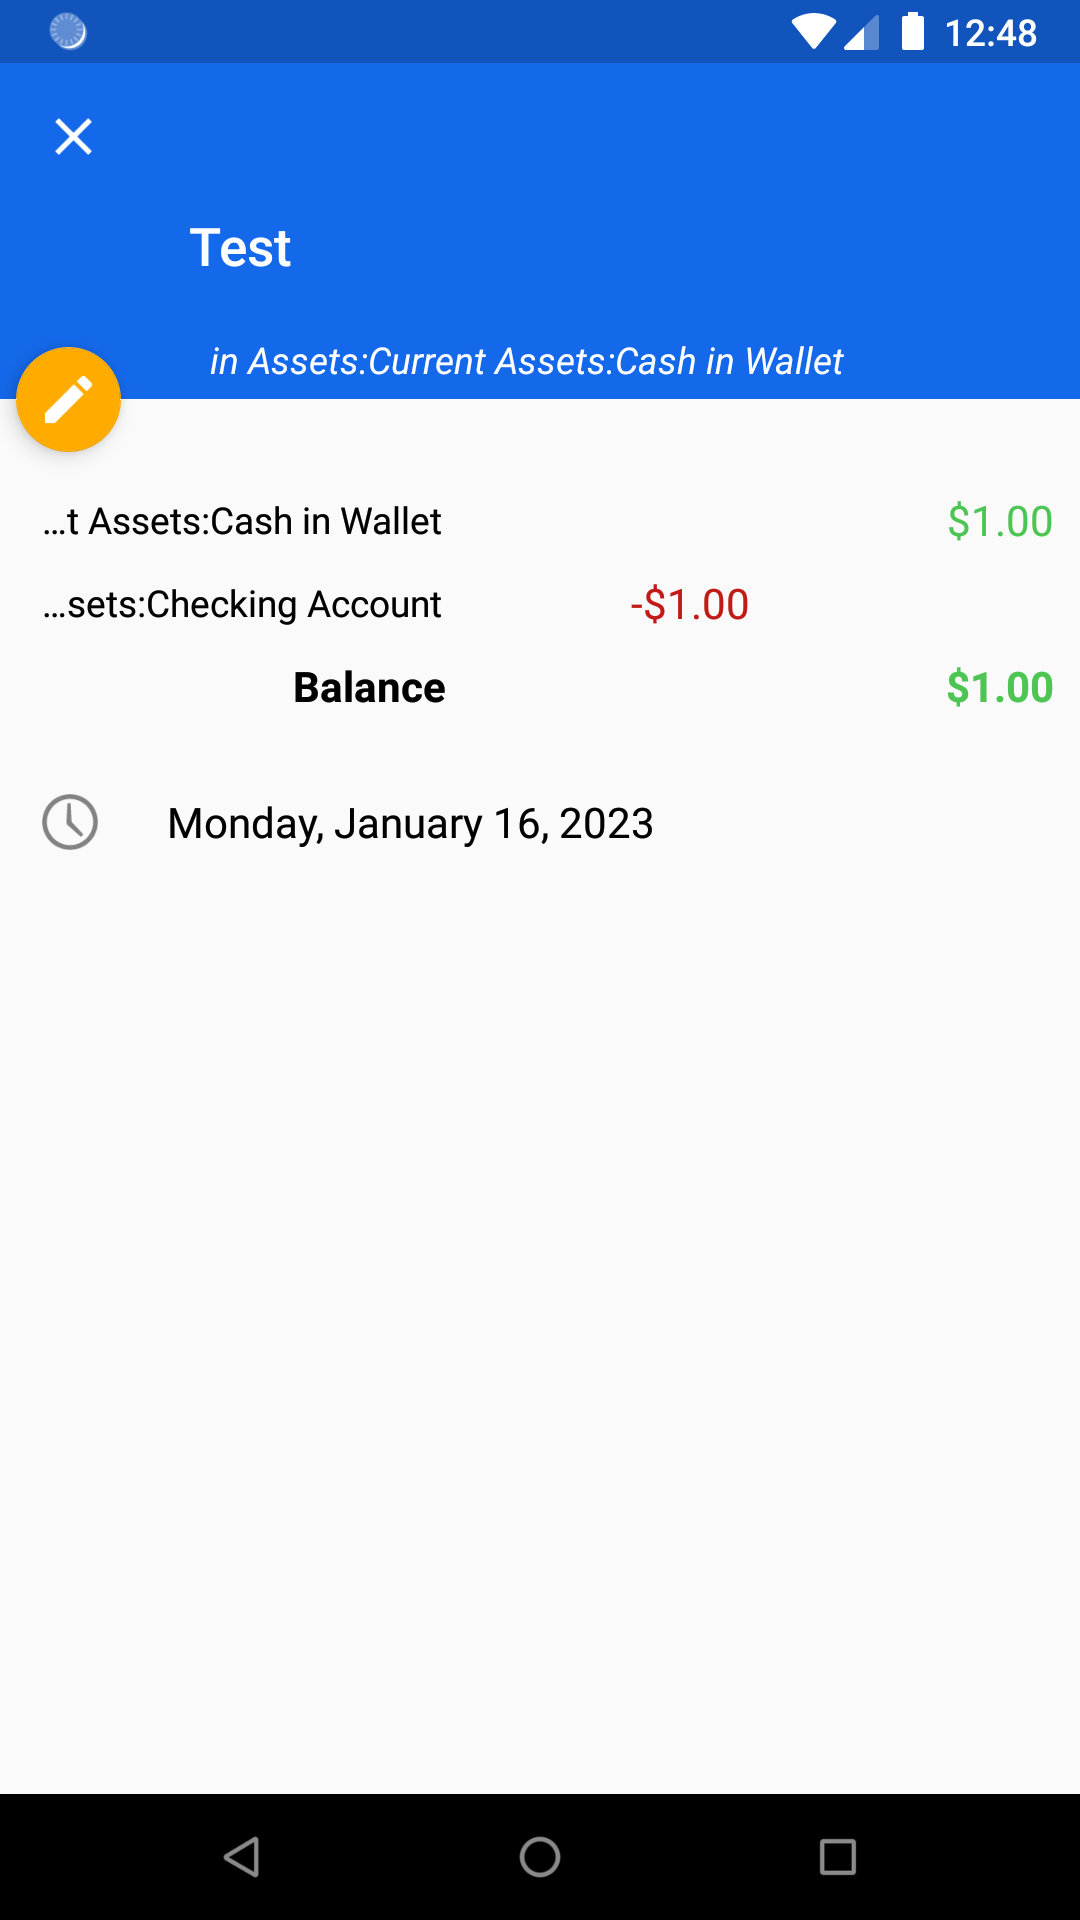 12:48
Test
in Assets:Current Assets:Cash in Wallet
…t Assets:Cash in Wallet $1.00
…sets:Checking Account -$1.00
Balance $1.00
Monday, January 16, 2023